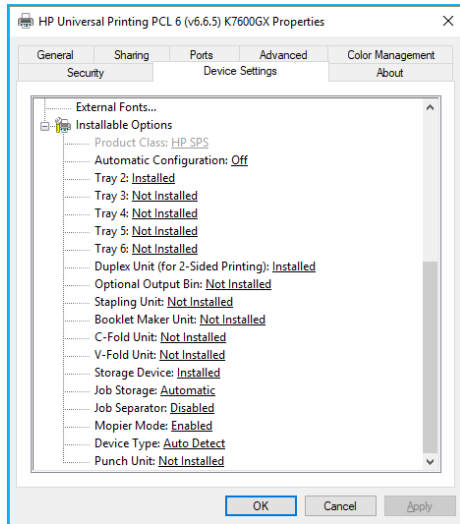 HP Universal Printing PCL 6 (v6.6.5) K7600GX Properties
General Sharing Ports Advanced Color Management
Security Device Settings About
External Fonts...
Installable Options
Product Class: HP SPS
Automatic Configuration: Off
Tray 2: Installed
Tray 3: Not Installed
Tray 4: Not Installed
Tray 5: Not Installed
Tray 6: Not Installed
Duplex Unit (for 2-Sided Printing): Installed
Optional Output Bin: Not Installed
Stapling Unit: Not Installed
Booklet Maker Unit: Not Installed
C-Fold Unit: Not Installed
V-Fold Unit: Not Installed
Storage Device: Installed
Job Storage: Automatic
Job Separator: Disabled
Mopier Mode: Enabled
Device Type: Auto Detect
Punch Unit: Not Installed
OK Cancel Apply